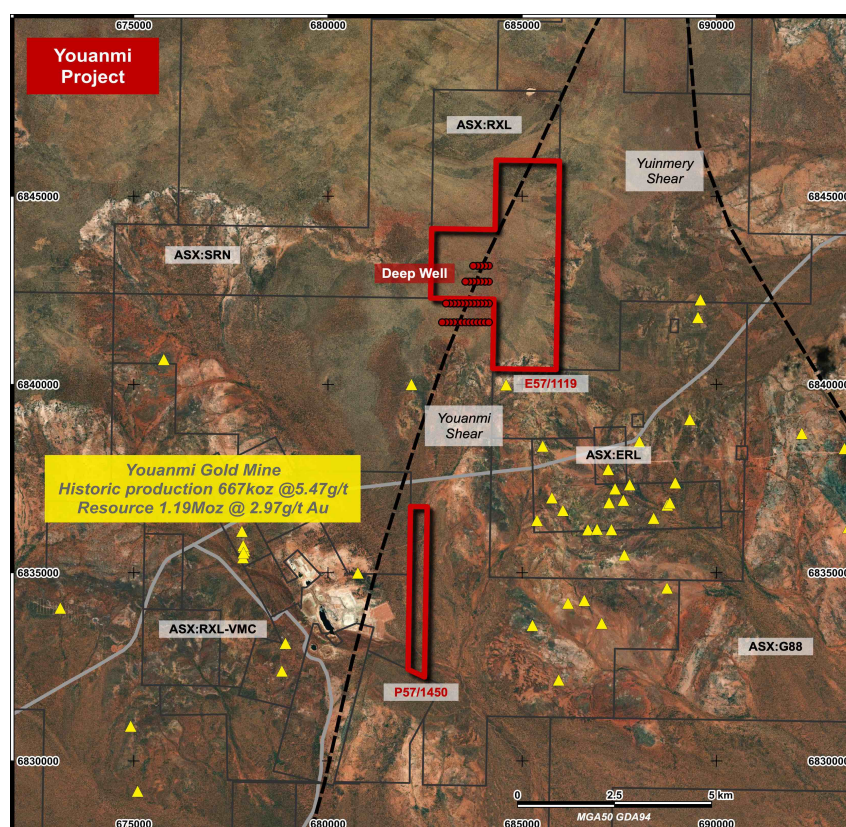 675000
680000
685000
690000
Youanmi
Project
ASX:RXL
Yuinmery
Shear
6845000
6845000
ASX:SRN
Deep Well
6840000
6840000
E57/1119
Youanmi
Shear
ASX:ERL
Youanmi Gold Mine
Historic production 667koz @5.47g/t
Resource 1.19Moz @ 2.97g/t Au
6835000
6835000
ASX:RXL-VMC
ASX:G88
P57/1450
6830000
6830000
0
2.5
5 km
MGA50 GDA94
675000
680000
685000
690000